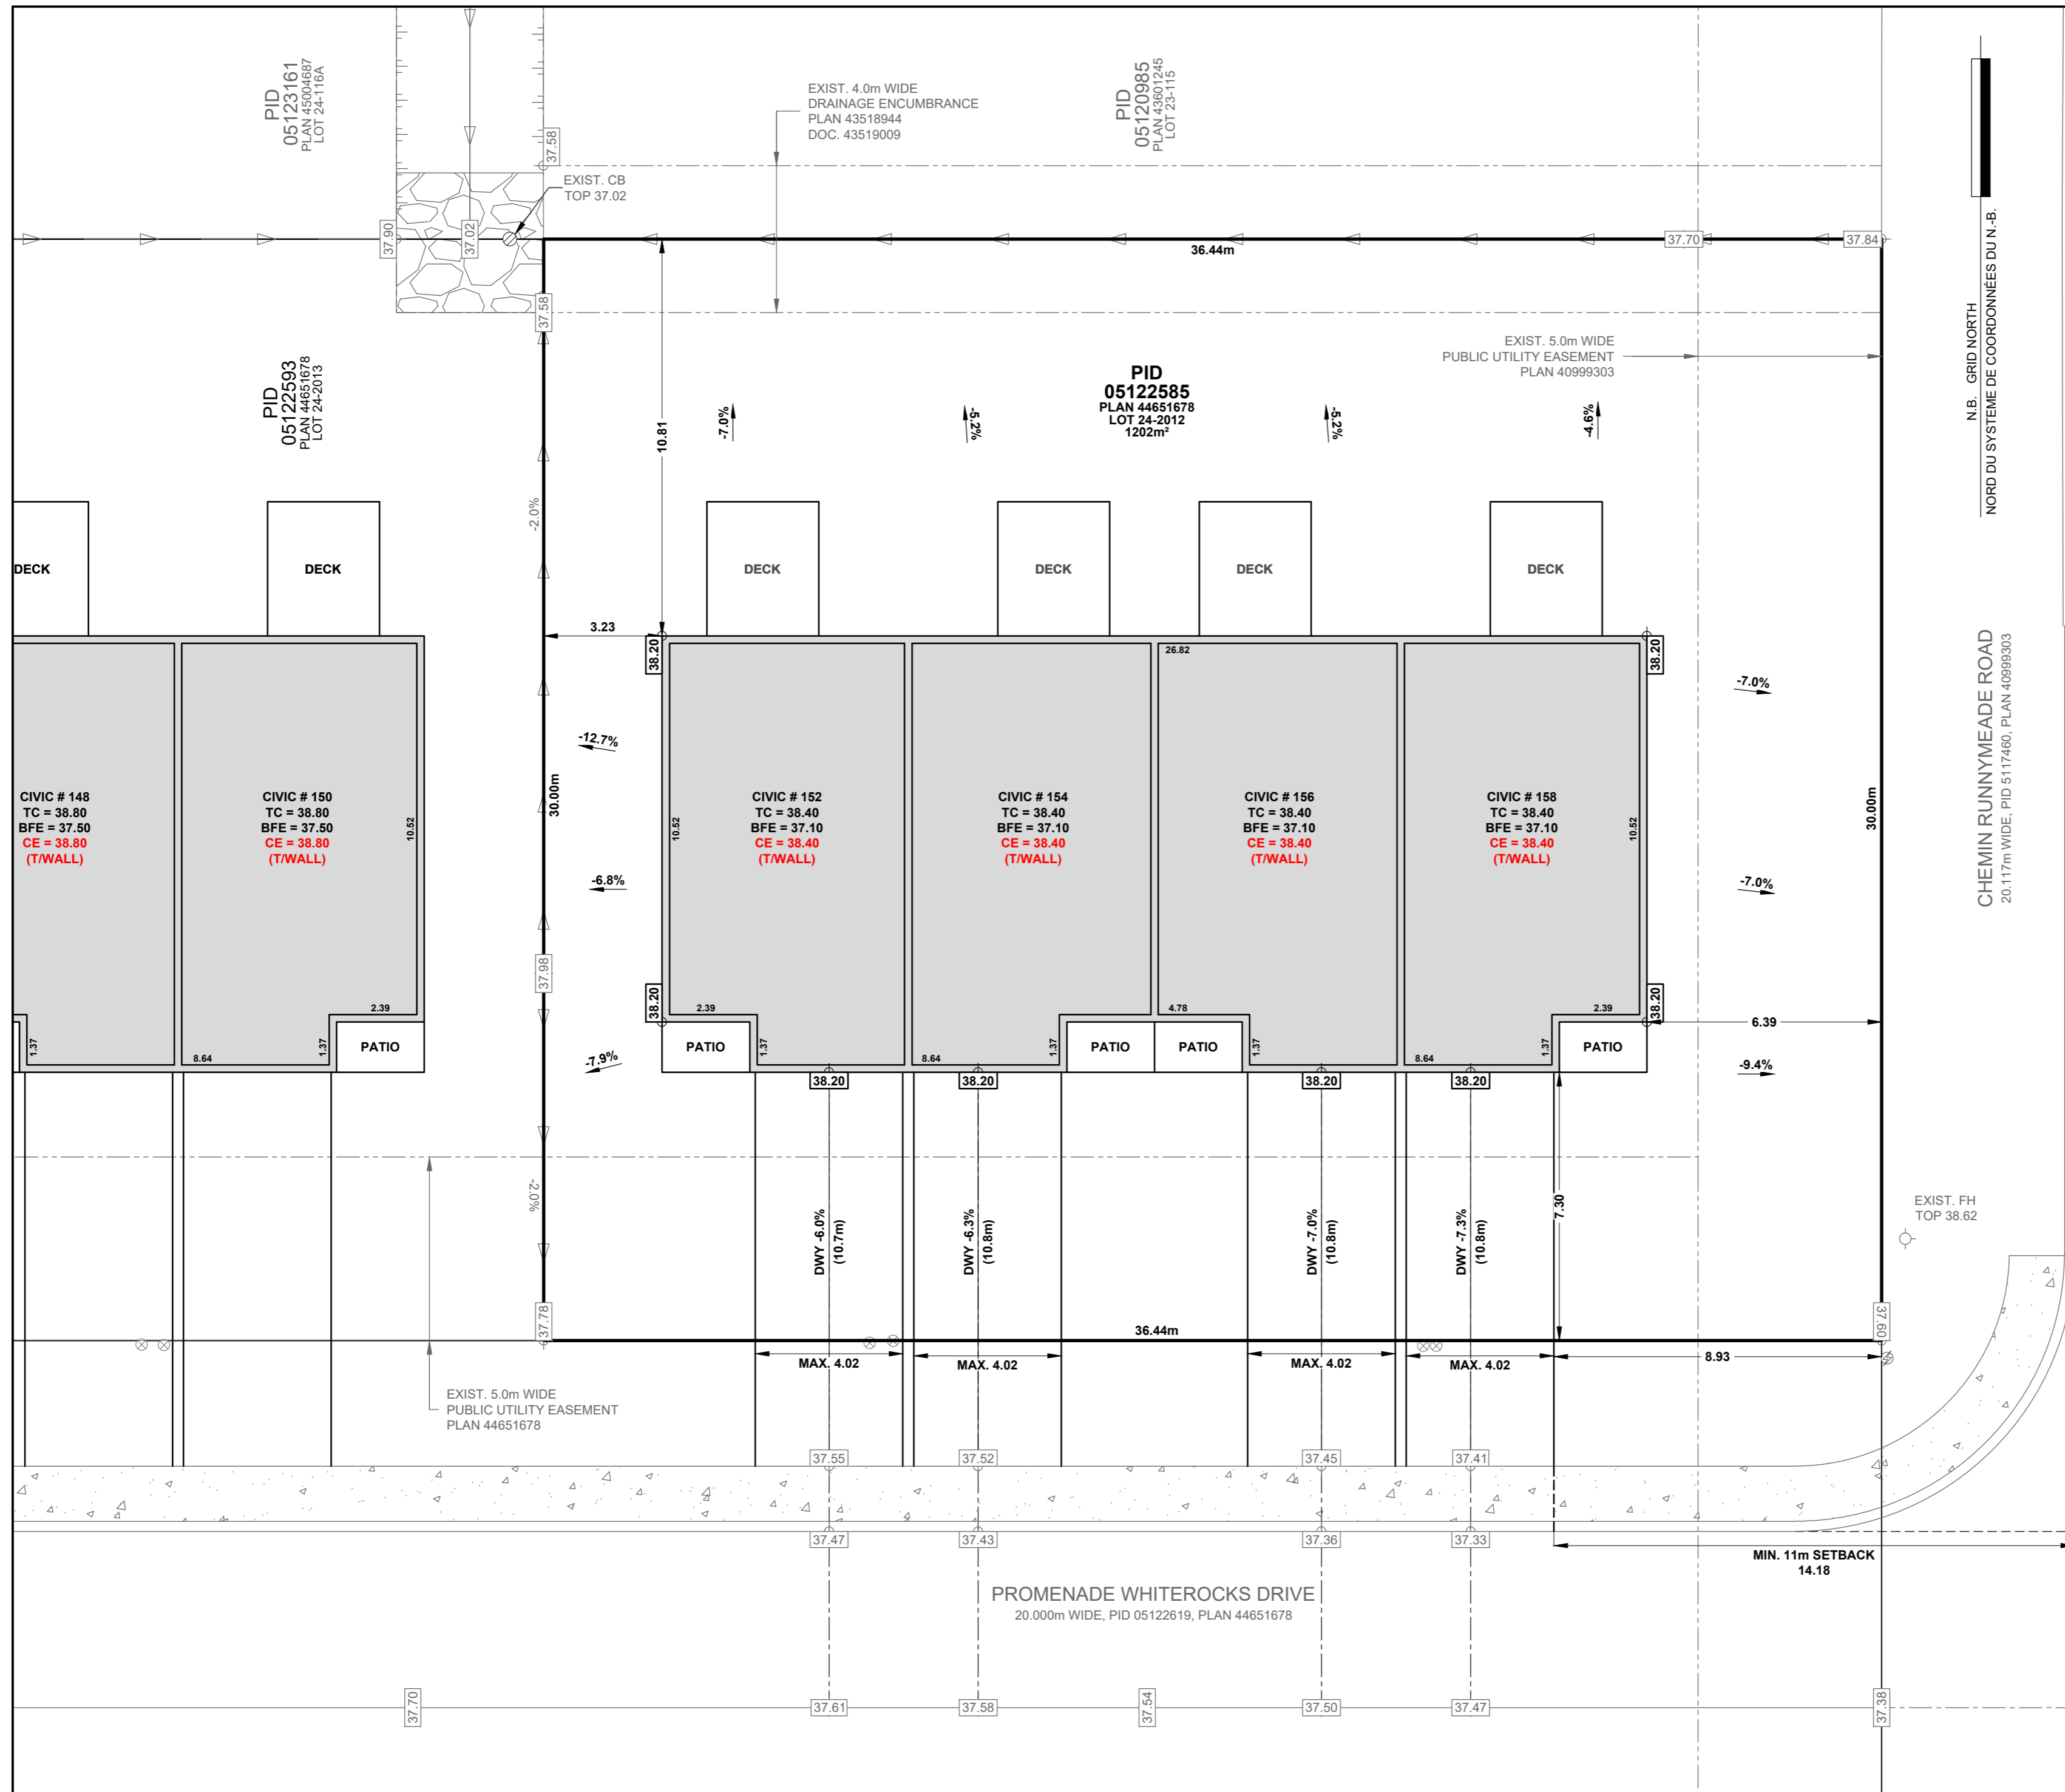 PID
05123161
PLAN 45004687
LOT 24-116A
EXIST. 4.0m WIDE
DRAINAGE ENCUMBRANCE
PLAN 43518944
DOC. 43519009
PID
05120985
PLAN 43601245
LOT 23-115
37.58
EXIST. CB
TOP 37.02
37.90
37.02
36.44m
37.70
37.84
N.B. GRID NORTH
NORD DU SYSTEME DE COORDONNÉES DU N.-B.
37.58
EXIST. 5.0m WIDE
PUBLIC UTILITY EASEMENT
PLAN 40999303
PID
05122593
PLAN 44651678
LOT 24-2013
PID
05122585
PLAN 44651678
LOT 24-2012
1202m²
10.81
-7.0%
-5.2%
-5.2%
-4.6%
-2.0%
DECK
DECK
DECK
DECK
DECK
DECK
3.23
38.20
26.82
38.20
-7.0%
-12.7%
CHEMIN RUNNYMEADE ROAD
20.117m WIDE, PID 5117460, PLAN 40999303
30.00m
CIVIC # 148
TC = 38.80
BFE = 37.50
CE = 38.80
(T/WALL)
CIVIC # 150
TC = 38.80
BFE = 37.50
CE = 38.80
(T/WALL)
10.52
10.52
CIVIC # 152
TC = 38.40
BFE = 37.10
CE = 38.40
(T/WALL)
CIVIC # 154
TC = 38.40
BFE = 37.10
CE = 38.40
(T/WALL)
CIVIC # 156
TC = 38.40
BFE = 37.10
CE = 38.40
(T/WALL)
CIVIC # 158
TC = 38.40
BFE = 37.10
CE = 38.40
(T/WALL)
10.52
30.00m
-6.8%
-7.0%
37.98
38.20
38.20
2.39
2.39
4.78
2.39
6.39
1.37
8.64
1.37
PATIO
PATIO
1.37
8.64
1.37
PATIO
PATIO
1.37
8.64
1.37
PATIO
-7.9%
-9.4%
38.20
38.20
38.20
38.20
-2.0%
DWY -6.0%
(10.7m)
DWY -6.3%
(10.8m)
DWY -7.0%
(10.8m)
DWY -7.3%
(10.8m)
7.30
EXIST. FH
TOP 38.62
37.78
36.44m
37.60
MAX. 4.02
MAX. 4.02
MAX. 4.02
MAX. 4.02
8.93
EXIST. 5.0m WIDE
PUBLIC UTILITY EASEMENT
PLAN 44651678
37.55
37.52
37.45
37.41
37.47
37.43
37.36
37.33
MIN. 11m SETBACK
14.18
PROMENADE WHITEROCKS DRIVE
20.000m WIDE, PID 05122619, PLAN 44651678
37.70
37.61
37.58
37.54
37.50
37.47
37.38